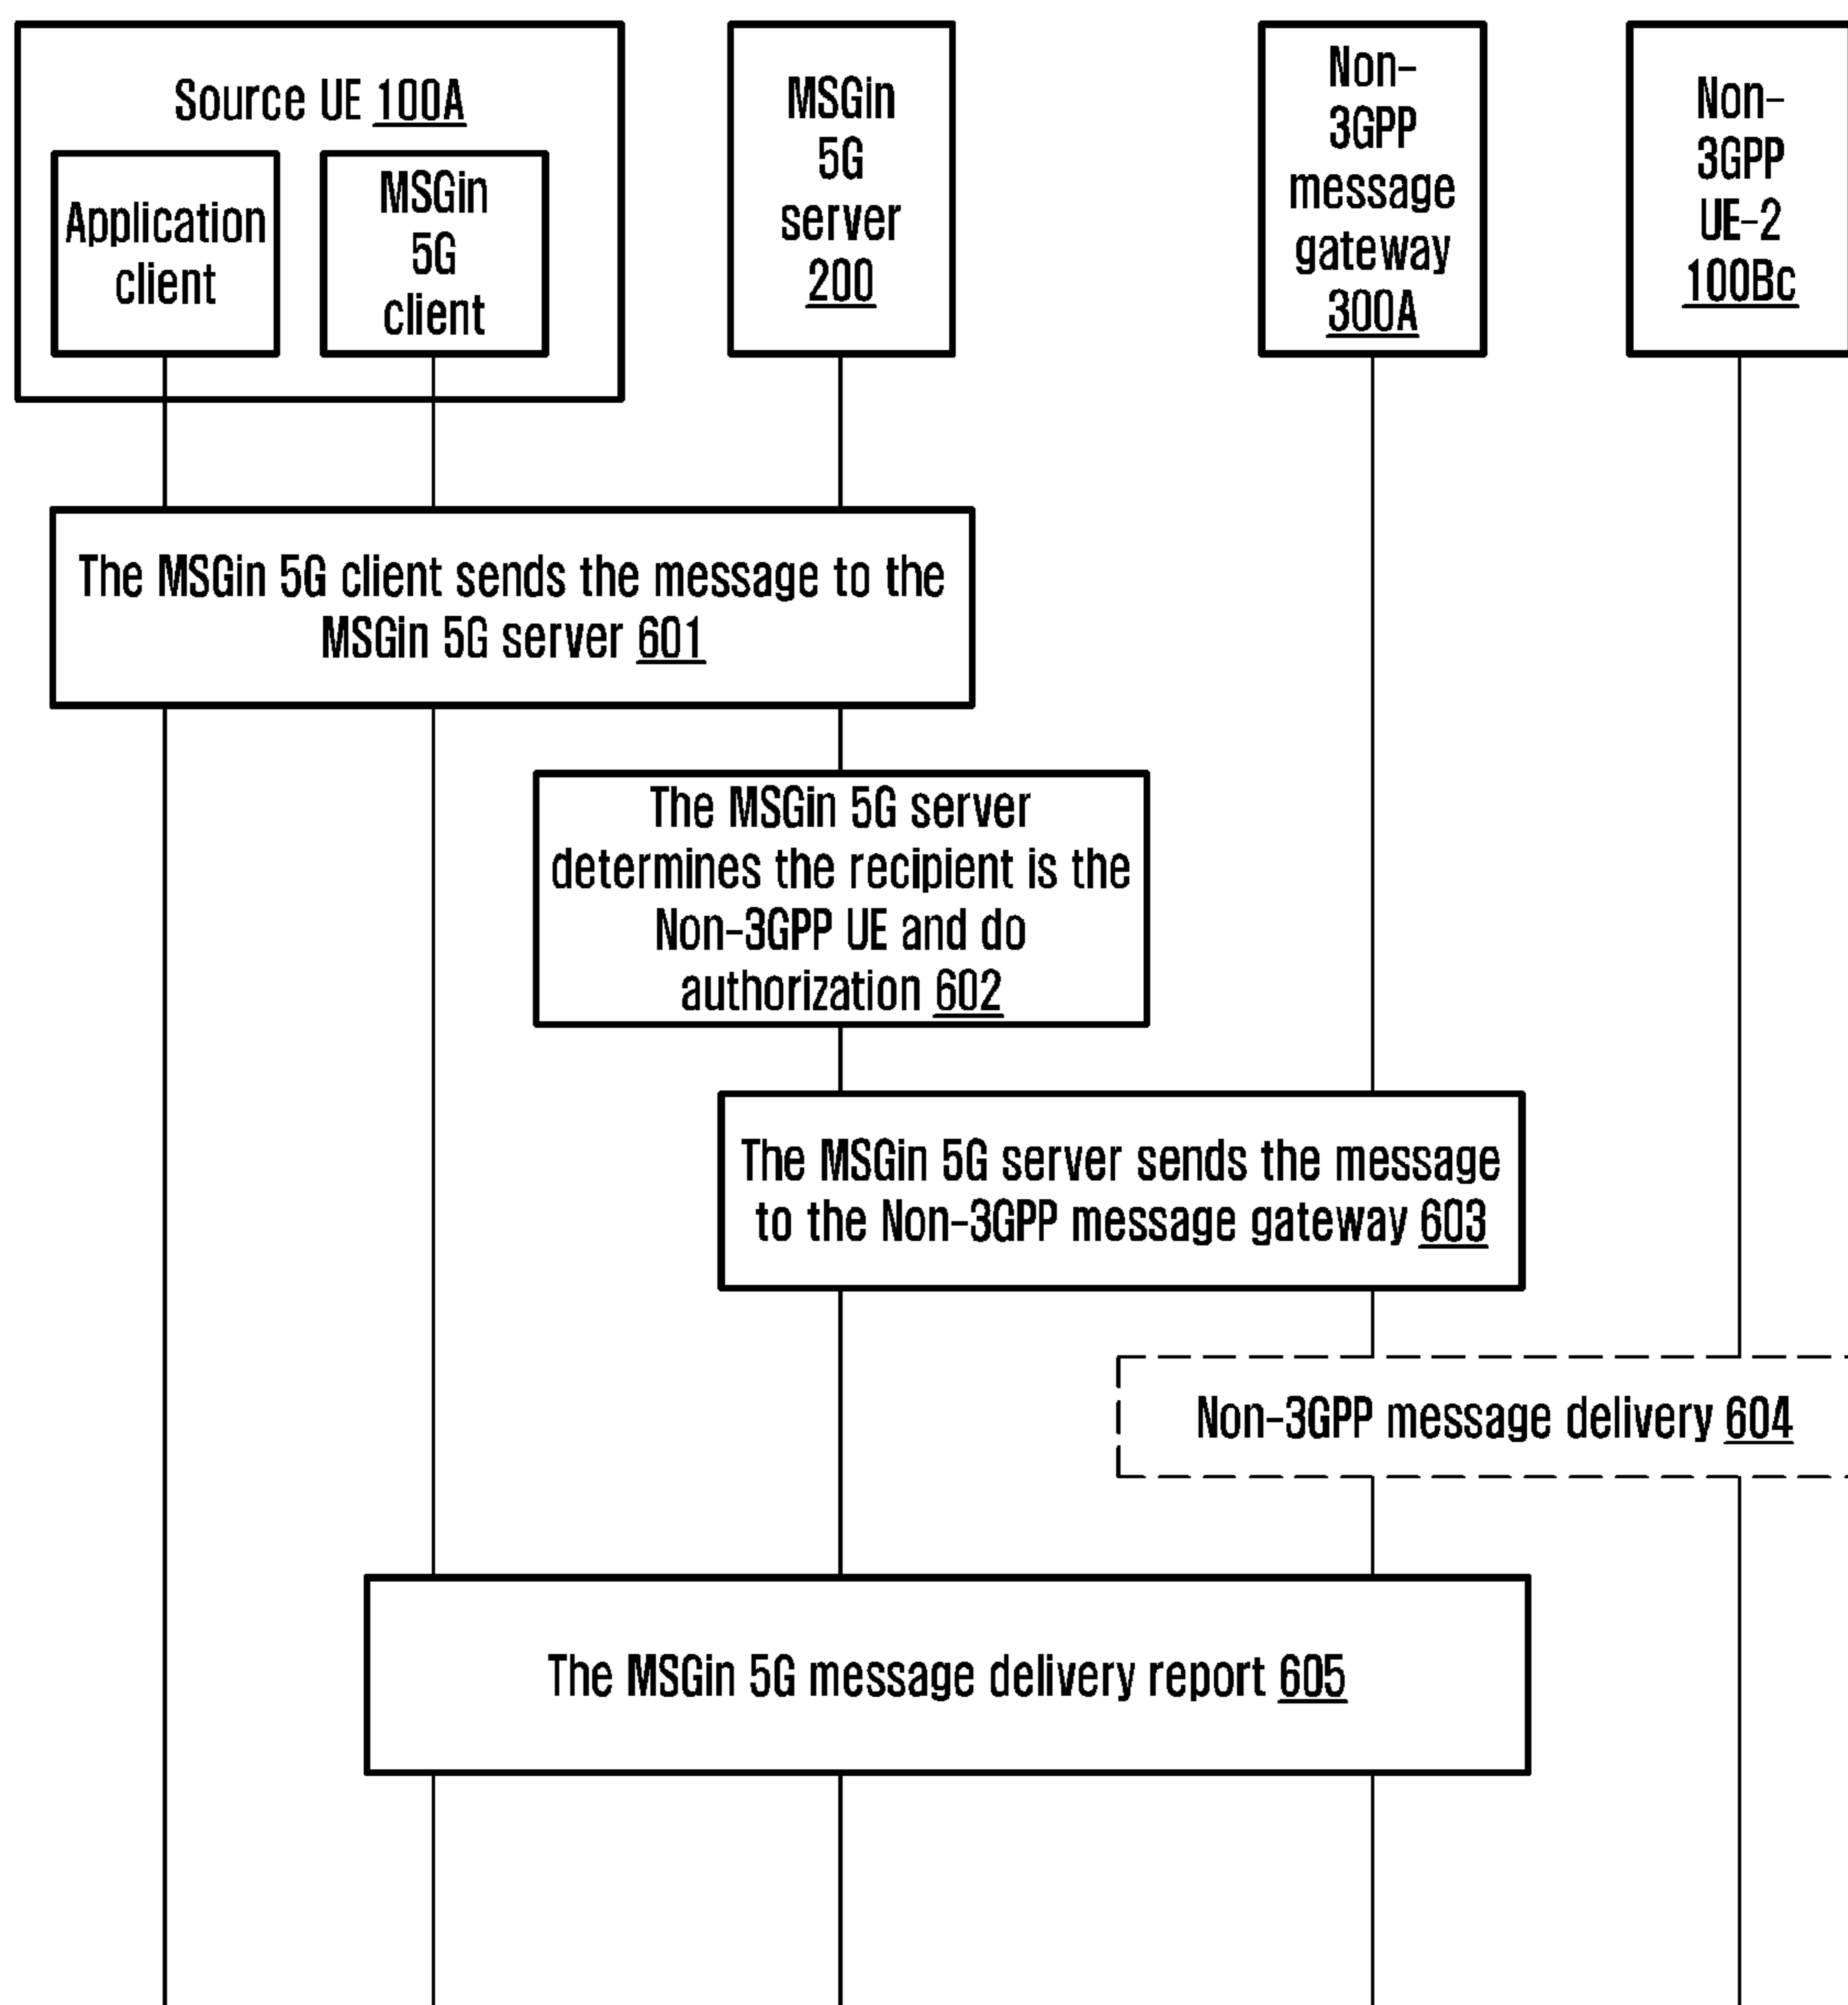 Source UE 100A
Application
client
MSGin
5G
client
MSGin
5G
server
200
Non-
3GPP
message
gateway
300A
Non-
3GPP
UE-2
100Bc
The MSGin 5G client sends the message to the
MSGin 5G server 601
The MSGin 5G server
determines the recipient is the
Non-3GPP UE and do
authorization 602
The MSGin 5G server sends the message
to the Non-3GPP message gateway 603
Non-3GPP message delivery 604
The MSGin 5G message delivery report 605